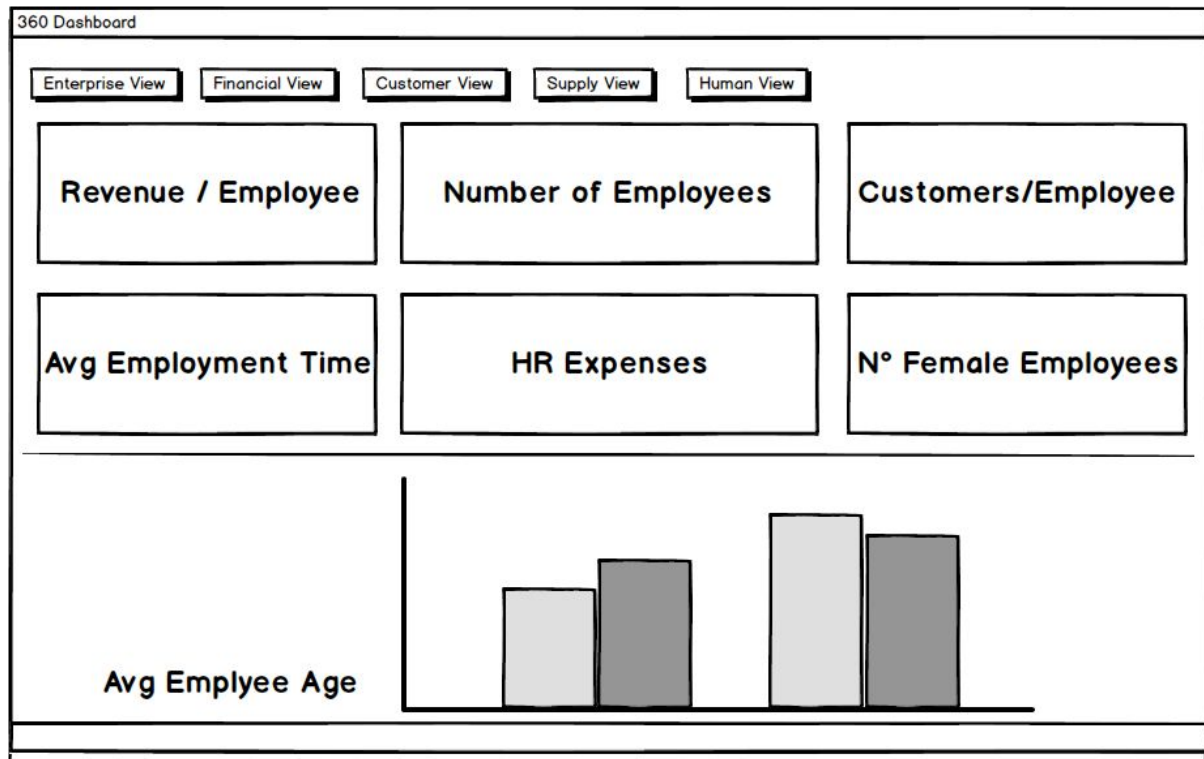 360 Dashboard
Enterprise View Financial View Customer View Supply View Human View
Revenue / Employee Number of Employees Customers/Employee
Avg Employment Time HR Expenses N° Female Employees
Avg Emplyee Age